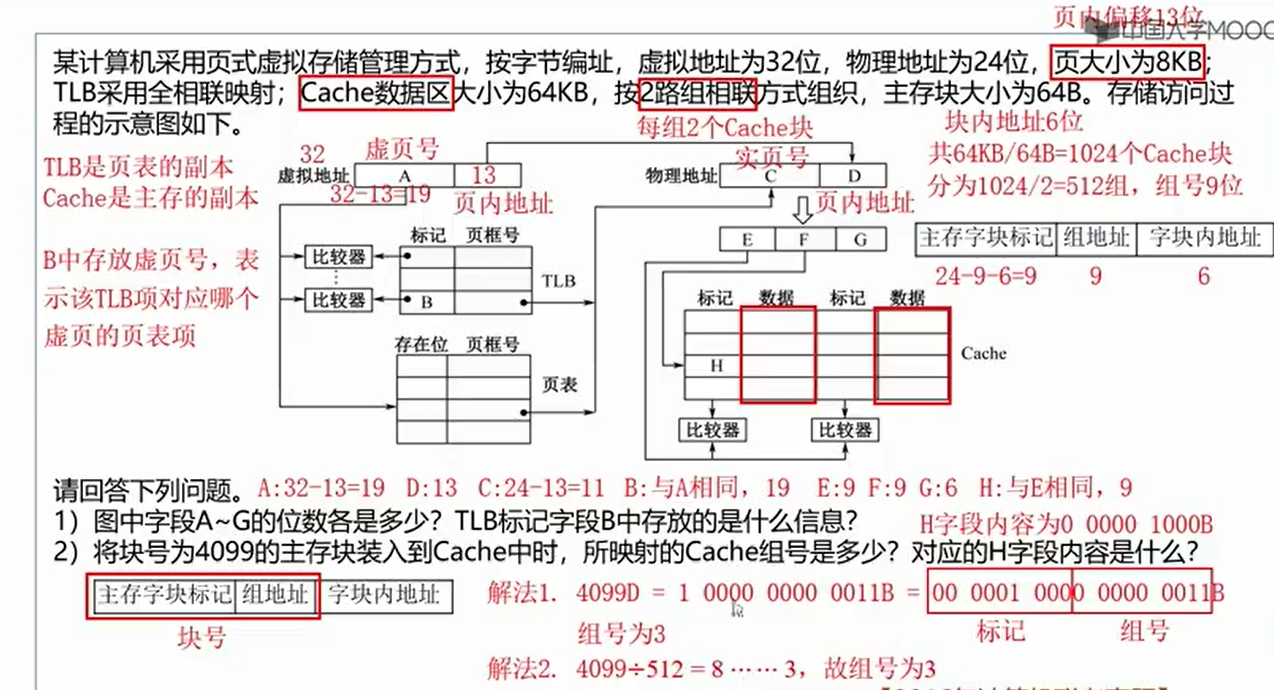 页内偏移13位
中国大学MOOC
某计算机采用页式虚拟存储管理方式，按字节编址，虚拟地址为32位，物理地址为24位，页大小为8KB；
TLB采用全相联映射；Cache数据区大小为64KB，按2路组相联方式组织，主存块大小为64B。存储访问过
程的示意图如下。
每组2个Cache块
块内地址6位
TLB是页表的副本
32
虚页号
实页号
共64KB/64B=1024个Cache块
虚拟地址
A
13
物理地址
C
D
分为1024/2=512组，组号9位
Cache是主存的副本
32-13=19
页内地址
页内地址
标记
页框号
E
F
G
主存字块标记
组地址
字块内地址
B中存放虚页号，表
比较器
24-9-6=9
9
6
TLB
示该TLB项对应哪个
比较器
B
标记
数据
标记
数据
虚页的页表项
存在位
页框号
Cache
H
页表
比较器
比较器
请回答下列问题。
A:32-13=19 D:13 C:24-13=11 B:与A相同，19 E:9 F:9 G:6 H:与E相同，9
1）图中字段A~G的位数各是多少？TLB标记字段B中存放的是什么信息？
H字段内容为0 0000 1000B
2）将块号为4099的主存块装入到Cache中时，所映射的Cache组号是多少？对应的H字段内容是什么？
主存字块标记
组地址
字块内地址
解法1. 4099D = 1 0000 0000 0011B = 00 0001 0000 0000 0011B
块号
组号为3
标记
组号
解法2. 4099÷512 = 8 …… 3，故组号为3